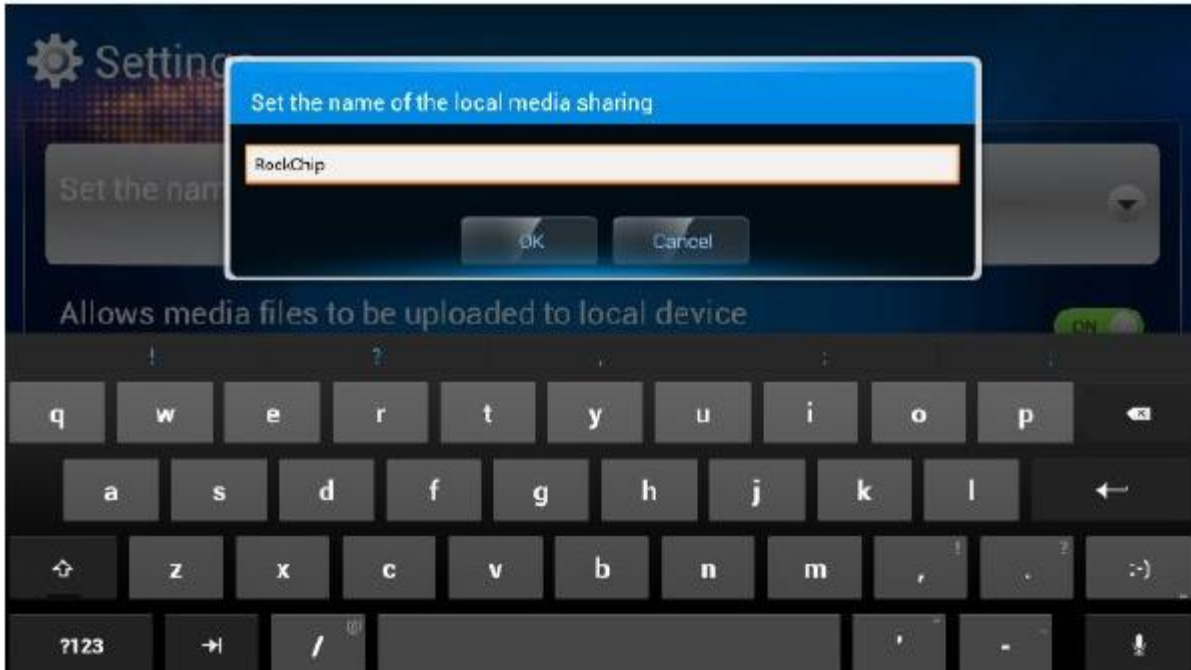 Settings
Set the name of the local media sharing
RockChip
Set the nam
OK Cancel
Allows media files to be uploaded to local device
ON
! ? , : ;
q w e r t y u i o p
a s d f g h j k l
z x c v b n m , ! . ? :-)
?123 / @ ' -